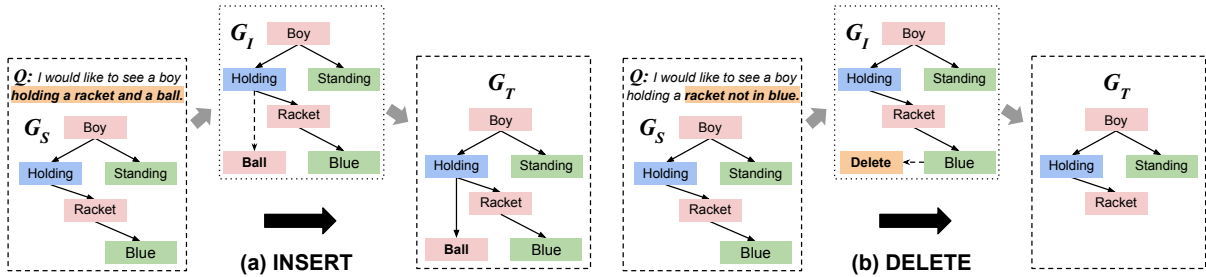 Q: I would like to see a boy
holding a racket and a ball.
G_S
Boy
Holding
Standing
Racket
Blue
G_I
Boy
Holding
Standing
Racket
Ball
Blue
G_T
Boy
Holding
Standing
Racket
Ball
Blue
(a) INSERT
Q: I would like to see a boy
holding a racket not in blue.
G_S
Boy
Holding
Standing
Racket
Blue
G_I
Boy
Holding
Standing
Racket
Delete
Blue
G_T
Boy
Holding
Standing
Racket
(b) DELETE